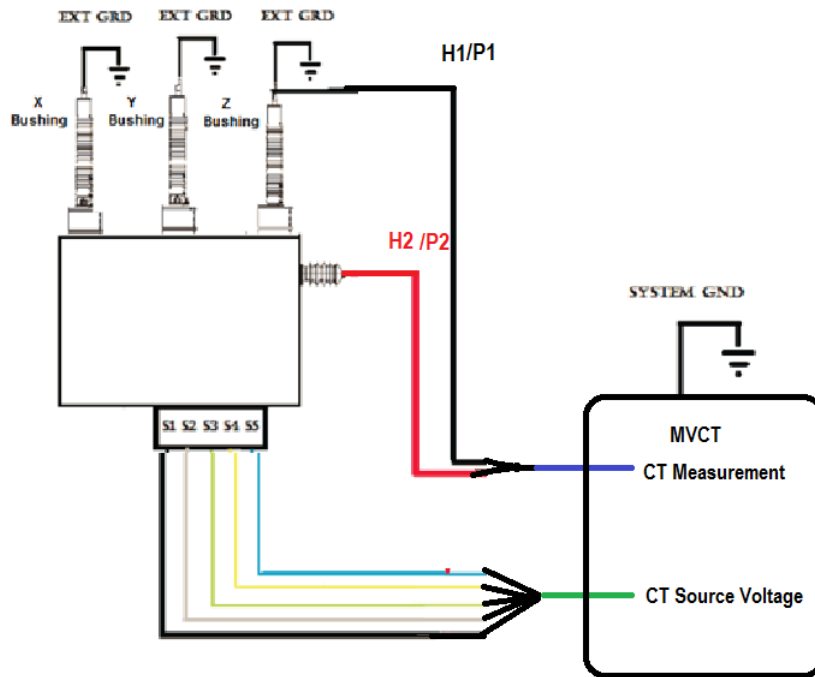 EXT GRD EXT GRD EXT GRD
H1/P1
X
Bushing
Y
Bushing
Z
Bushing
H2 /P2
SYSTEM GND
S1 S2 S3 S4 S5
MVCT
CT Measurement
CT Source Voltage